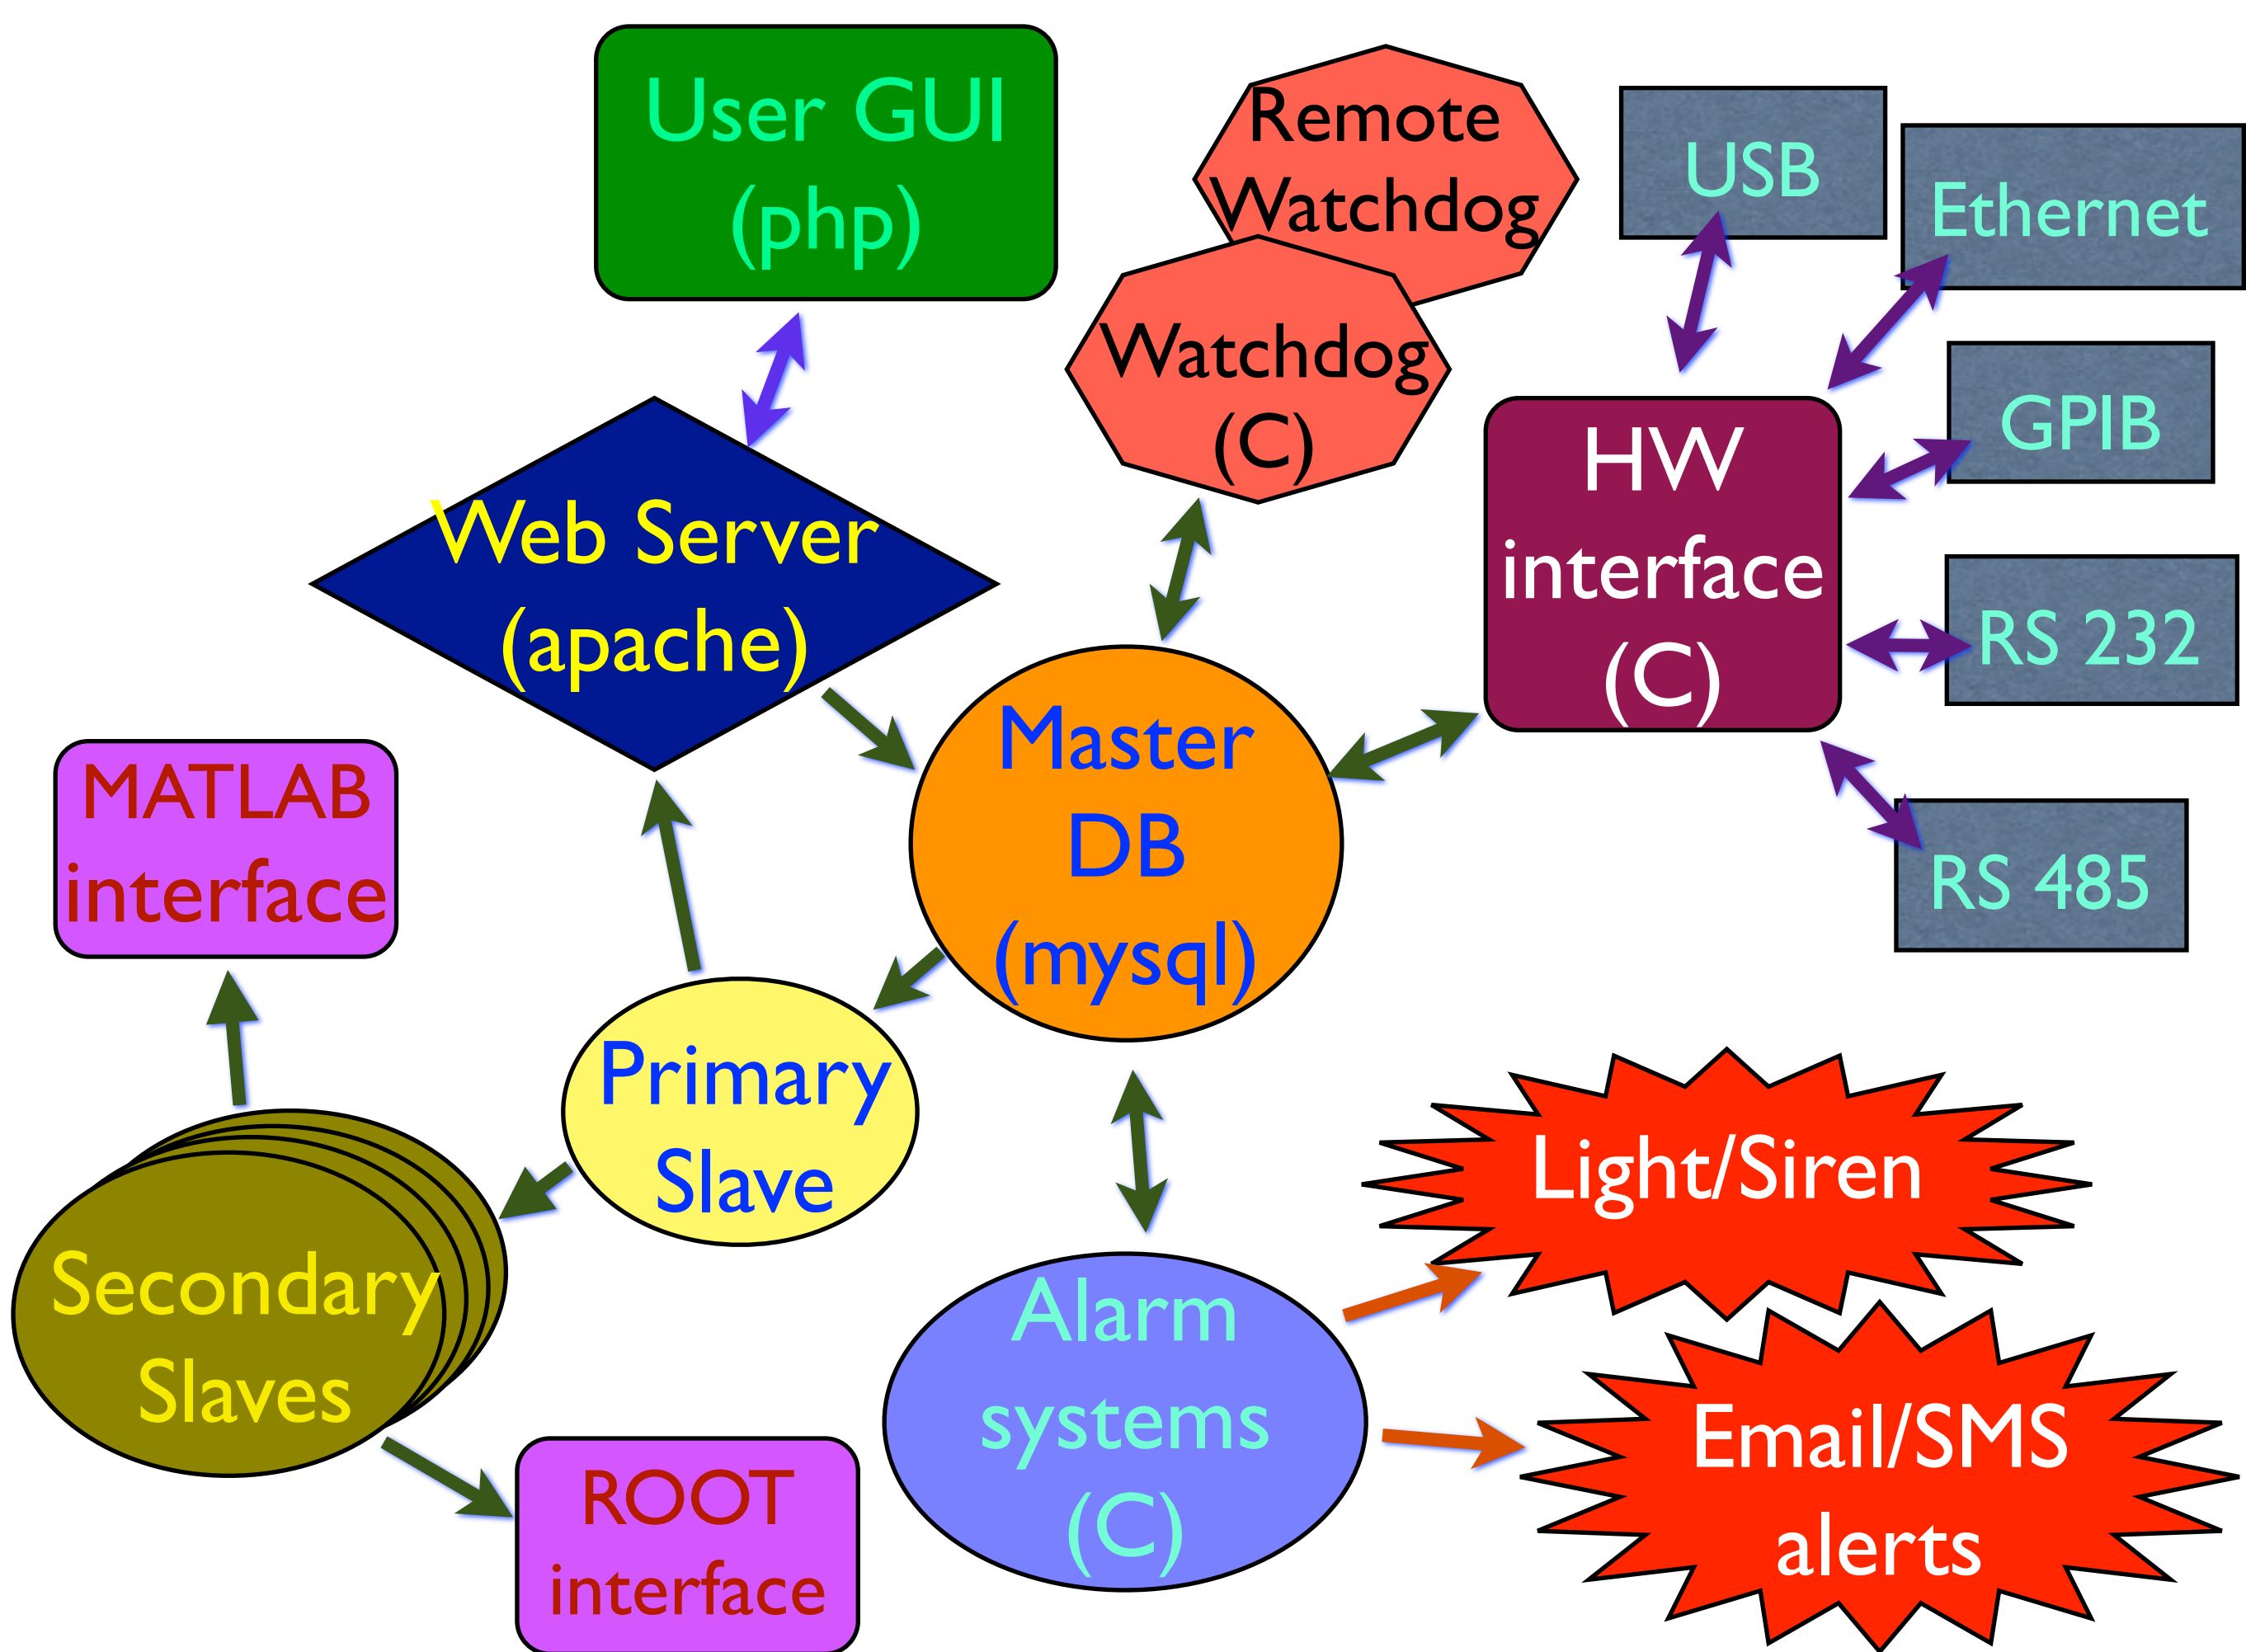 User GUI
(php)
Remote
Watchdog
Watchdog
(C)
USB
Ethernet
GPIB
RS 232
RS 485
HW
interface
(C)
Web Server
(apache)
Master
DB
(mysql)
MATLAB
interface
Primary
Slave
Secondary
Slaves
ROOT
interface
Alarm
systems
(C)
Light/Siren
Email/SMS
alerts